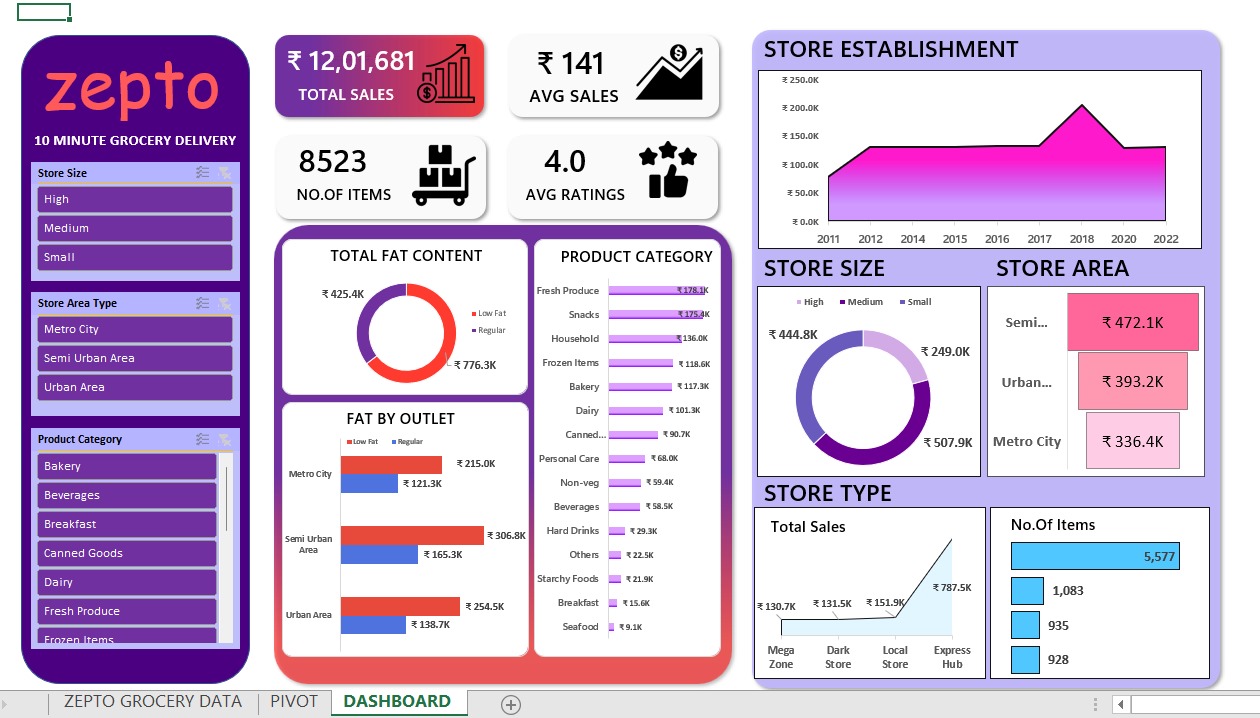 zepto
10 MINUTE GROCERY DELIVERY
Store Size
High
Medium
Small
Store Area Type
Metro City
Semi Urban Area
Urban Area
Product Category
Bakery
Beverages
Breakfast
Canned Goods
Dairy
Fresh Produce
Frozen Items
₹ 12,01,681
TOTAL SALES
₹ 141
AVG SALES
8523
NO.OF ITEMS
4.0
AVG RATINGS
TOTAL FAT CONTENT
₹ 425.4K
Low Fat
Regular
₹ 776.3K
FAT BY OUTLET
Low Fat Regular
Metro City
₹ 215.0K
₹ 121.3K
Semi Urban
Area
₹ 306.8K
₹ 165.3K
Urban Area
₹ 254.5K
₹ 138.7K
PRODUCT CATEGORY
Fresh Produce ₹ 178.1K
Snacks ₹ 175.4K
Household ₹ 136.0K
Frozen Items ₹ 118.6K
Bakery ₹ 117.3K
Dairy ₹ 101.3K
Canned... ₹ 90.7K
Personal Care ₹ 68.0K
Non-veg ₹ 59.4K
Beverages ₹ 58.5K
Hard Drinks ₹ 29.3K
Others ₹ 22.5K
Starchy Foods ₹ 21.9K
Breakfast ₹ 15.6K
Seafood ₹ 9.1K
STORE ESTABLISHMENT
₹ 250.0K
₹ 200.0K
₹ 150.0K
₹ 100.0K
₹ 50.0K
₹ 0.0K
2011 2012 2014 2015 2016 2017 2018 2020 2022
STORE SIZE
High Medium Small
₹ 444.8K
₹ 249.0K
₹ 507.9K
STORE AREA
Semi... ₹ 472.1K
Urban... ₹ 393.2K
Metro City ₹ 336.4K
STORE TYPE
Total Sales
₹ 130.7K ₹ 131.5K ₹ 151.9K ₹ 787.5K
Mega Dark Local Express
Zone Store Store Hub
No.Of Items
5,577
1,083
935
928
ZEPTO GROCERY DATA PIVOT DASHBOARD